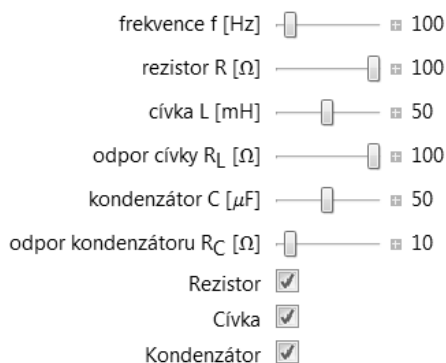 frekvence f [Hz] 100
rezistor R [Ω] 100
cívka L [mH] 50
odpor cívky RL [Ω] 100
kondenzátor C [μF] 50
odpor kondenzátoru RC [Ω] 10
Rezistor
Cívka
Kondenzátor